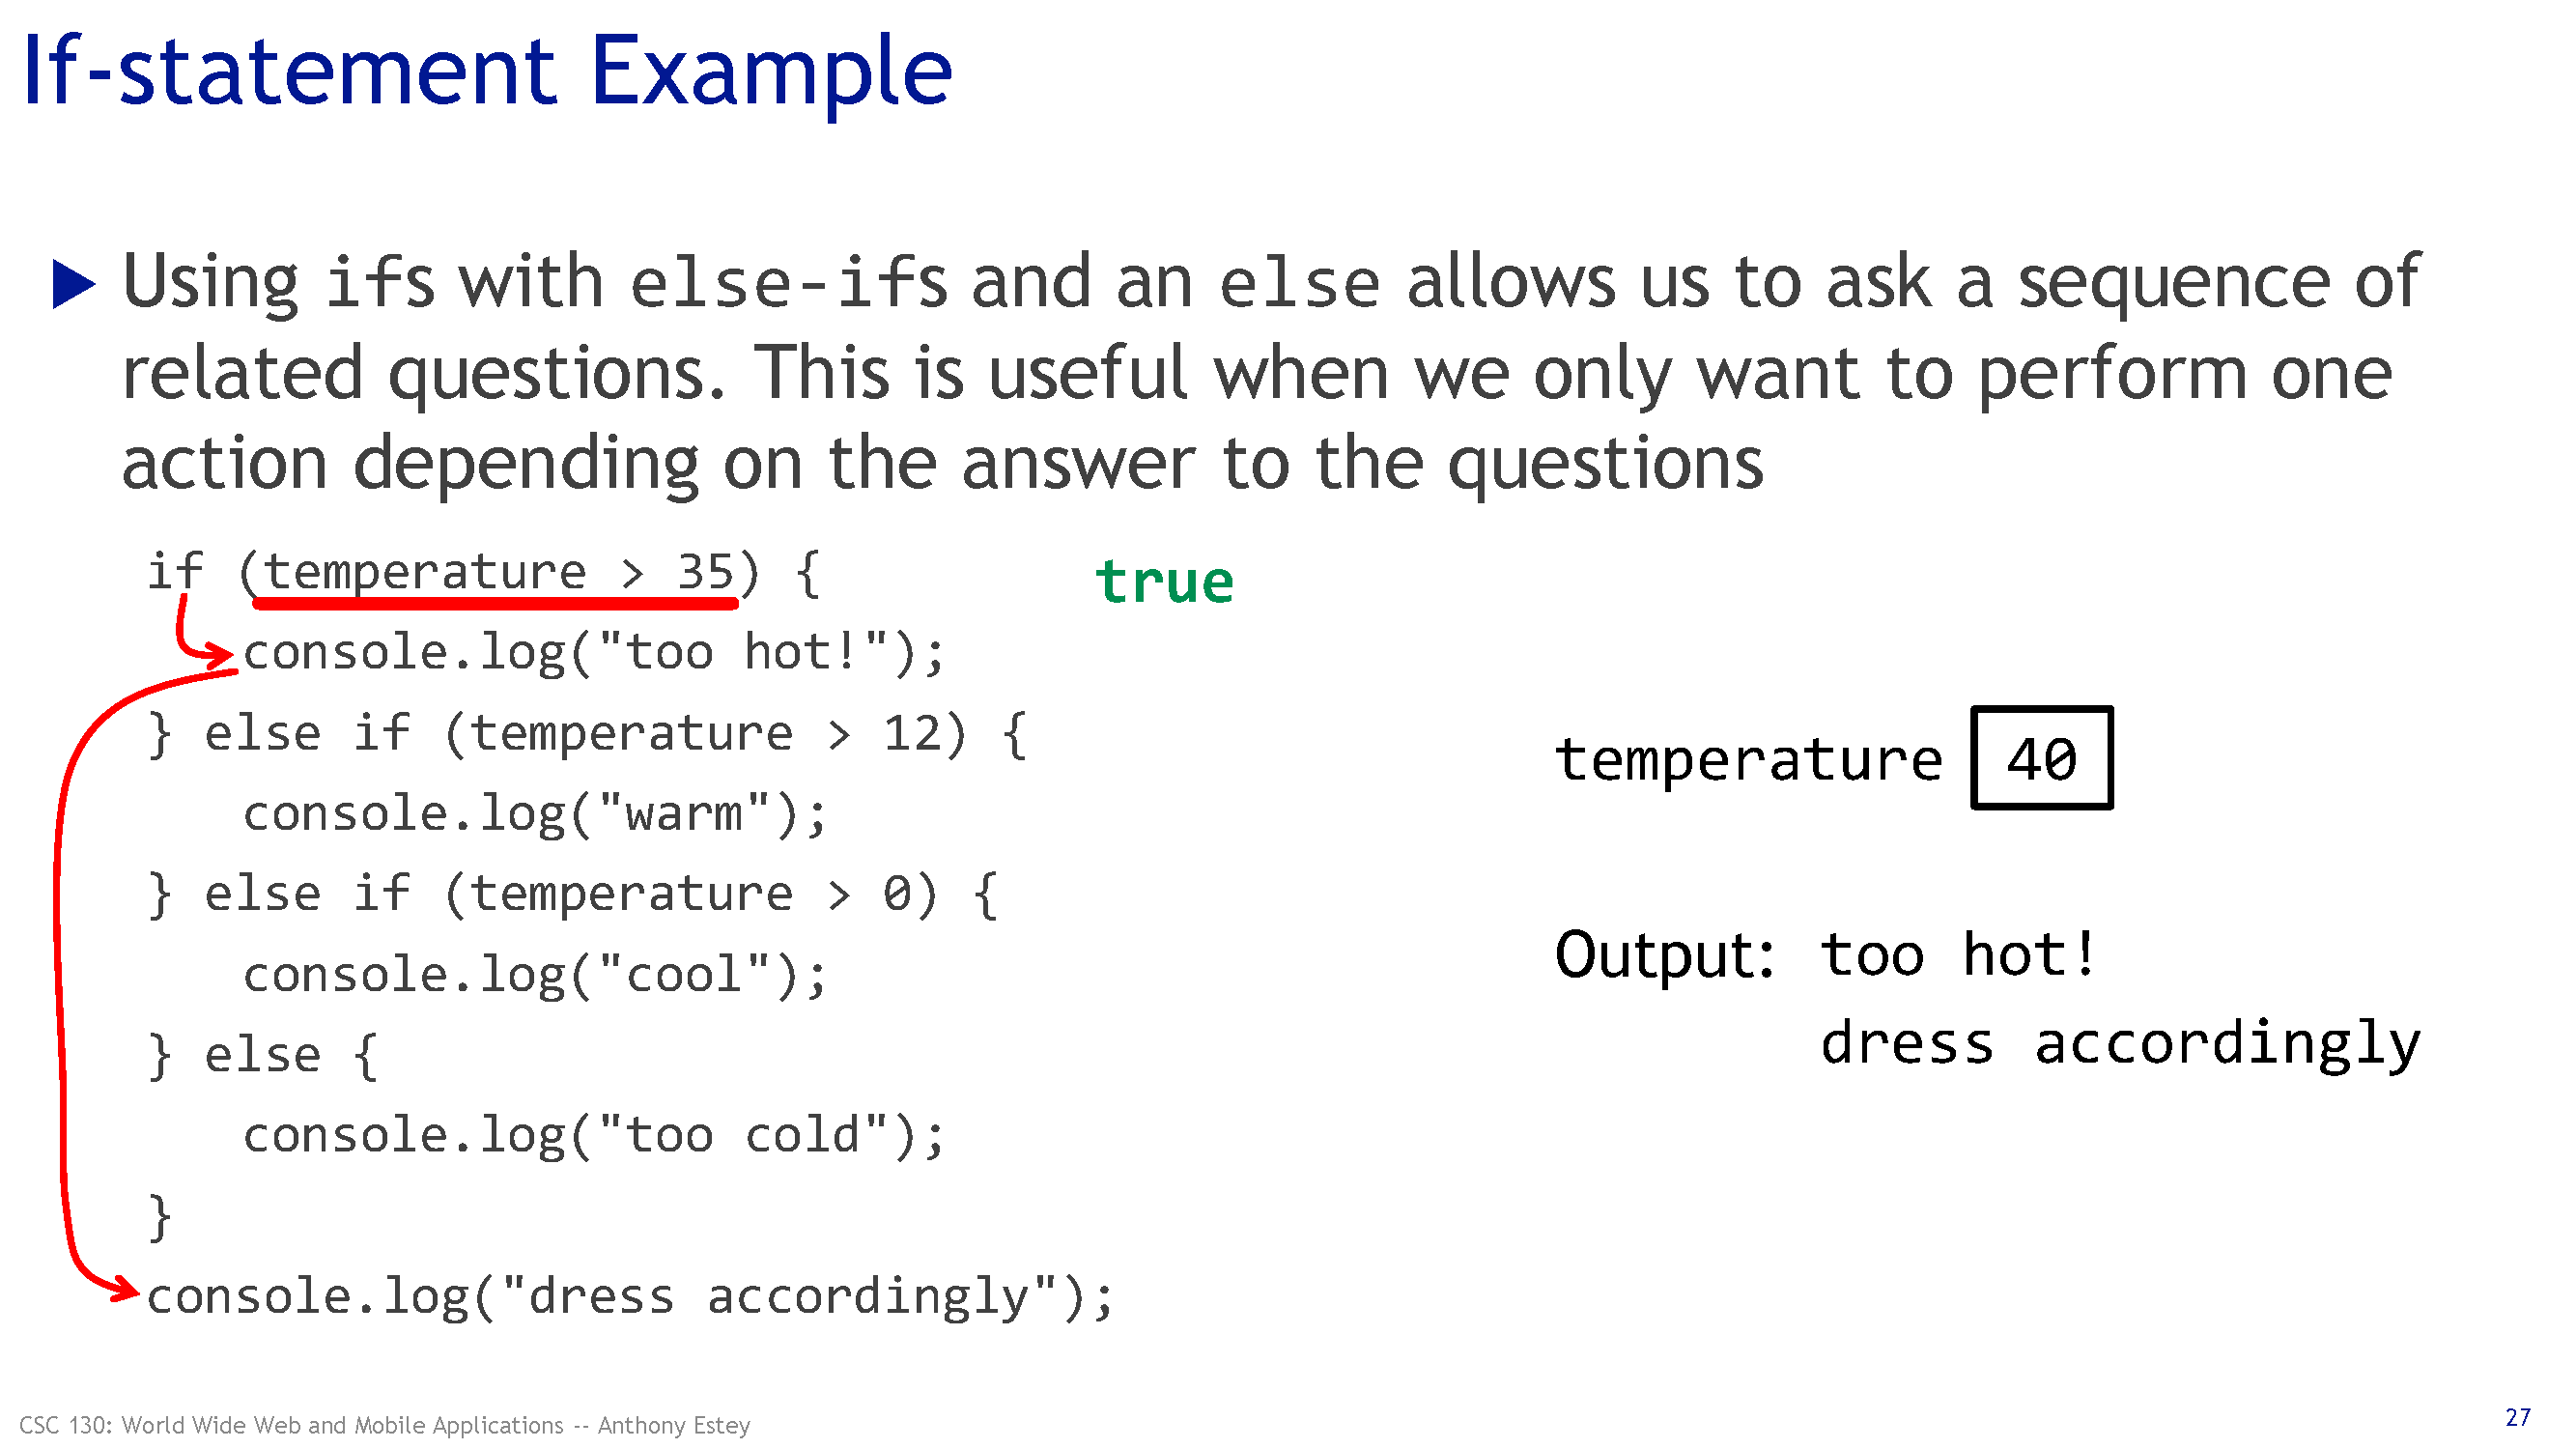 If-statement Example
Using ifs with else-ifs and an else allows us to ask a sequence of
related questions. This is useful when we only want to perform one
action depending on the answer to the questions
if (temperature > 35) {
console.log("too hot!");
} else if (temperature > 12) {
console.log("warm");
} else if (temperature > 0) {
console.log("cool");
} else {
console.log("too cold");
}
console.log("dress accordingly");
true
temperature 40
Output: too hot!
dress accordingly
CSC 130: World Wide Web and Mobile Applications -- Anthony Estey
27